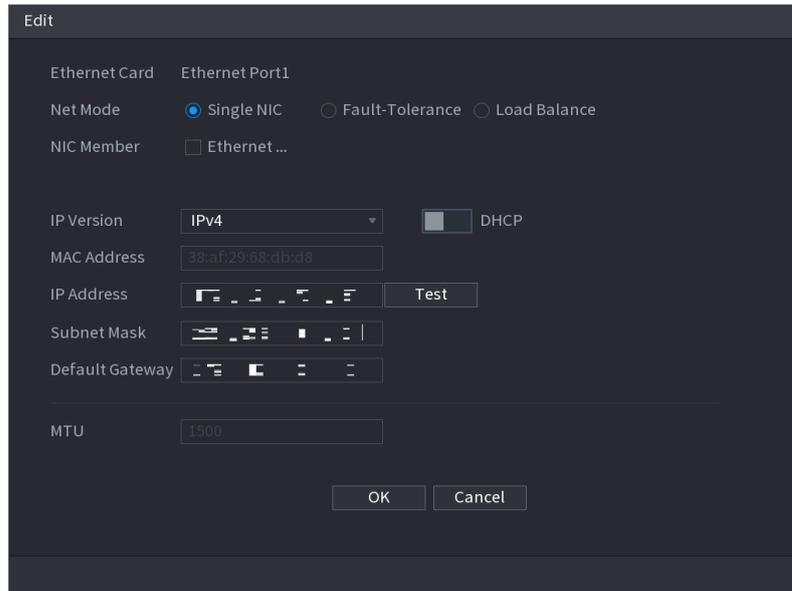 Edit
Ethernet Card Ethernet Port1
Net Mode Single NIC Fault-Tolerance Load Balance
NIC Member Ethernet ...
IP Version IPv4 DHCP
MAC Address 38:af:29:68:db:d8
IP Address Test
Subnet Mask
Default Gateway
MTU 1500
OK Cancel